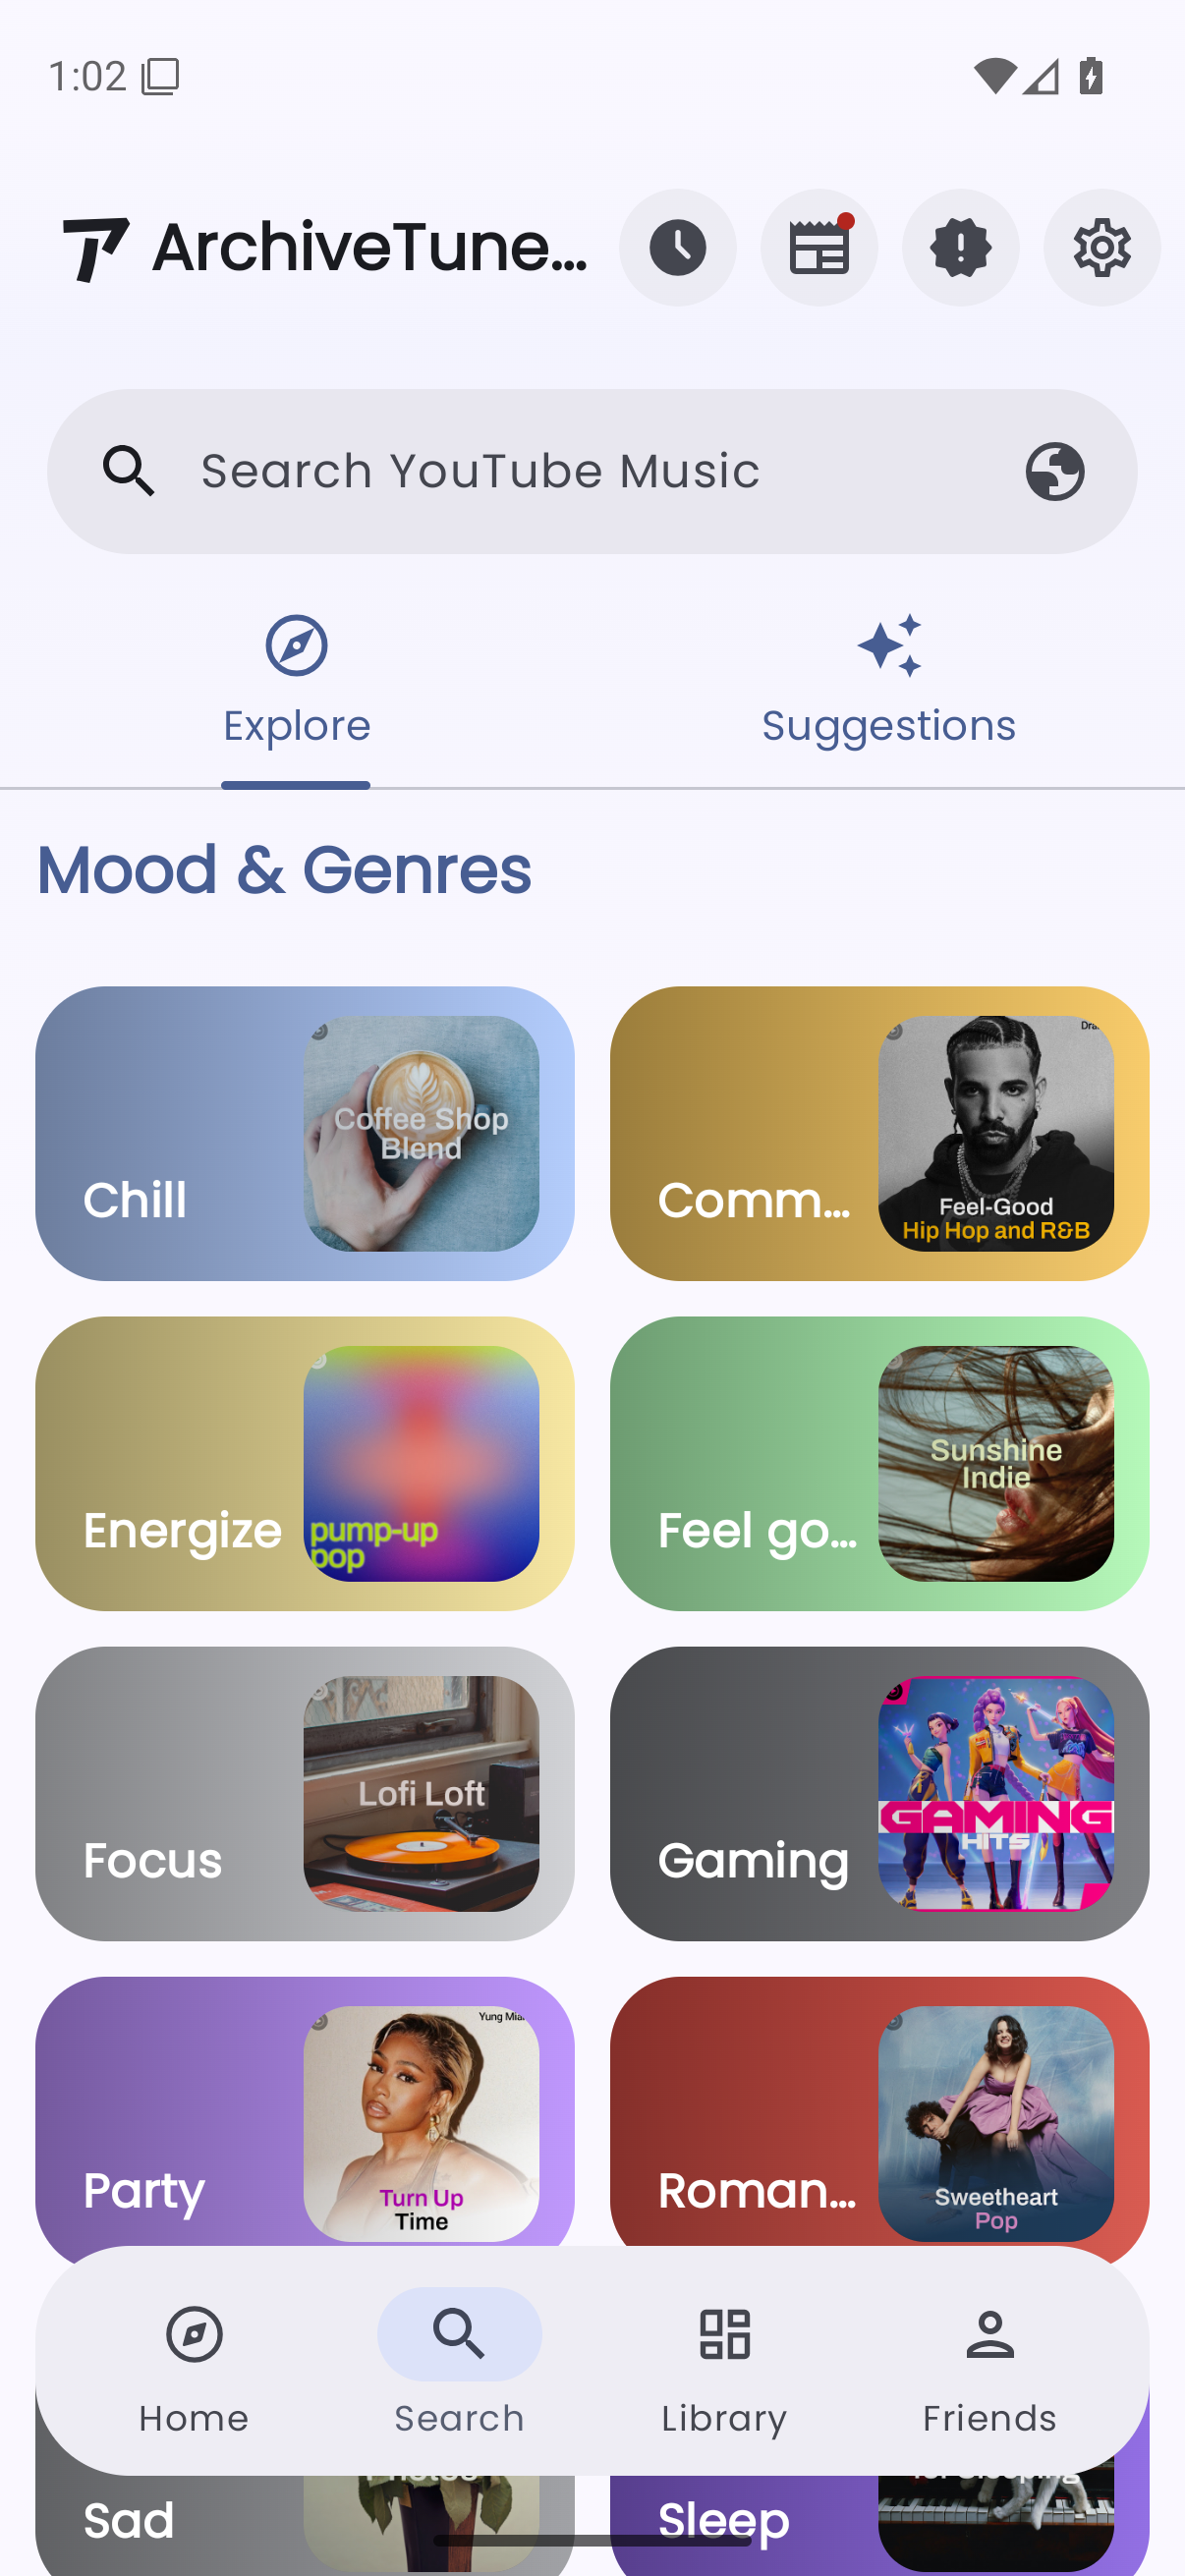 1:02
ArchiveTune...
Search YouTube Music
Explore
Suggestions
Mood & Genres
Chill
Coffee Shop
Blend
Comm...
Feel-Good
Hip Hop and R&B
Energize
pump-up
pop
Feel go...
Sunshine
Indie
Focus
Lofi Loft
Gaming
GAMING
HITS
Party
Turn Up
Time
Roman...
Sweetheart
Pop
Home
Search
Library
Friends
Sad
Sleep